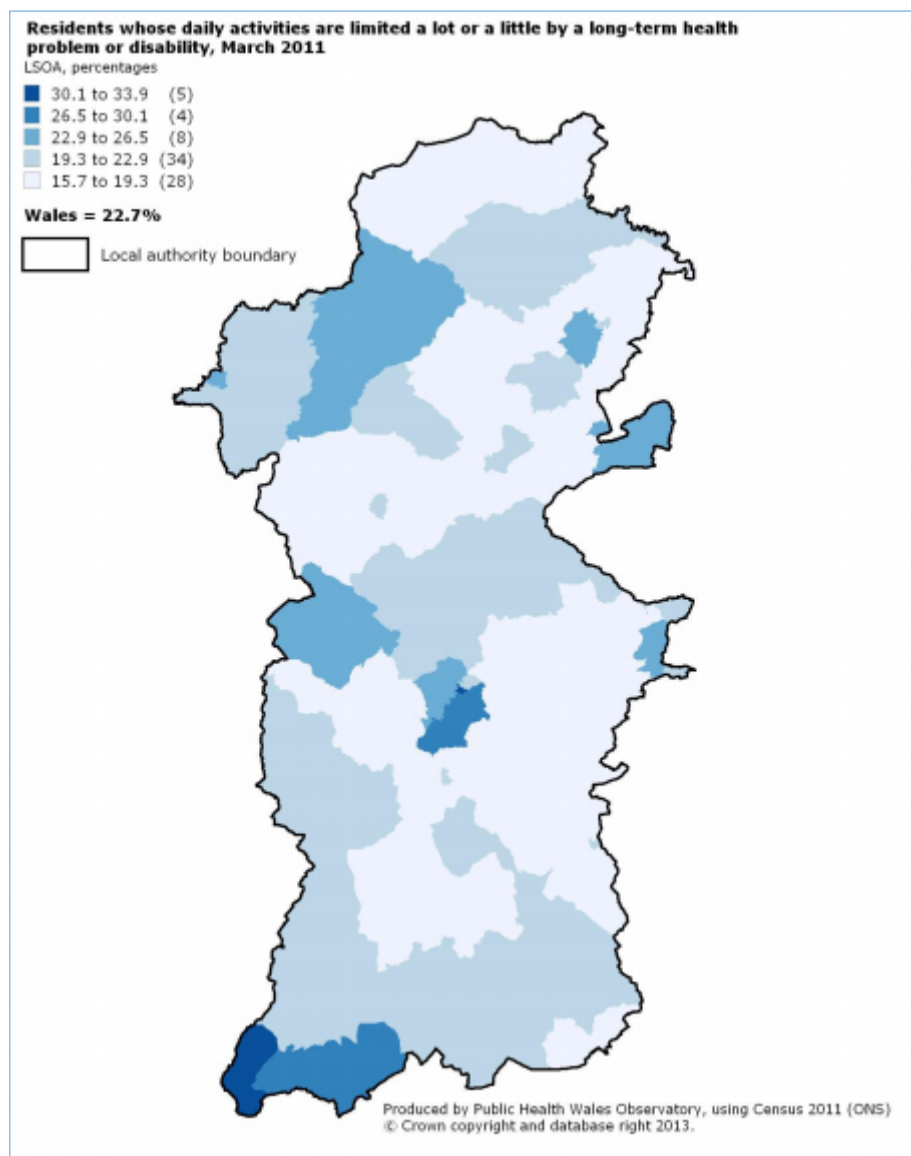 Residents whose daily activities are limited a lot or a little by a long-term health
problem or disability, March 2011
LSOA, percentages
30.1 to 33.9 (5)
26.5 to 30.1 (4)
22.9 to 26.5 (8)
19.3 to 22.9 (34)
15.7 to 19.3 (28)
Wales = 22.7%
Local authority boundary
Produced by Public Health Wales Observatory, using Census 2011 (ONS)
© Crown copyright and database right 2013.